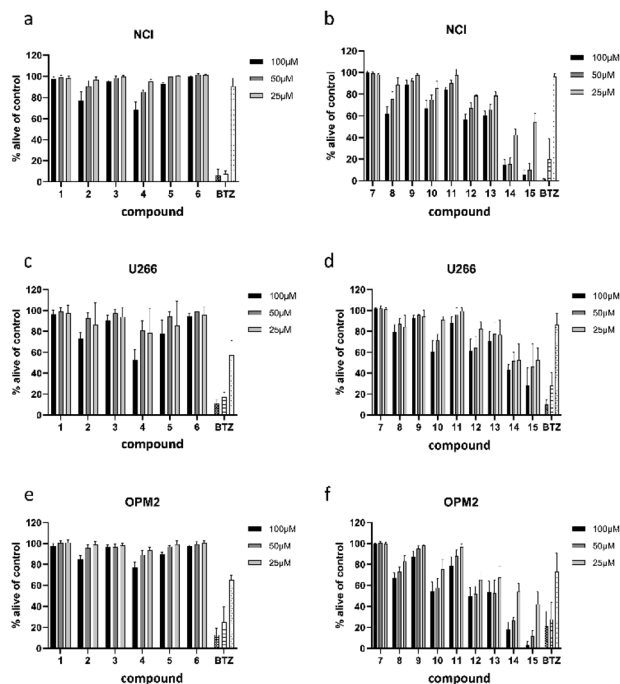 a
NCI
% alive of control
120
100
80
60
40
20
0
1 2 3 4 5 6 BTZ
compound
100µM
50µM
25µM
b
NCI
% alive of control
120
100
80
60
40
20
0
7 8 9 10 11 12 13 14 15 BTZ
compound
100µM
50µM
25µM
c
U266
% alive of control
120
100
80
60
40
20
0
1 2 3 4 5 6 BTZ
compound
100µM
50µM
25µM
d
U266
% alive of control
120
100
80
60
40
20
0
7 8 9 10 11 12 13 14 15 BTZ
compound
100µM
50µM
25µM
e
OPM2
% alive of control
120
100
80
60
40
20
0
1 2 3 4 5 6 BTZ
compound
100µM
50µM
25µM
f
OPM2
% alive of control
120
100
80
60
40
20
0
7 8 9 10 11 12 13 14 15 BTZ
compound
100µM
50µM
25µM